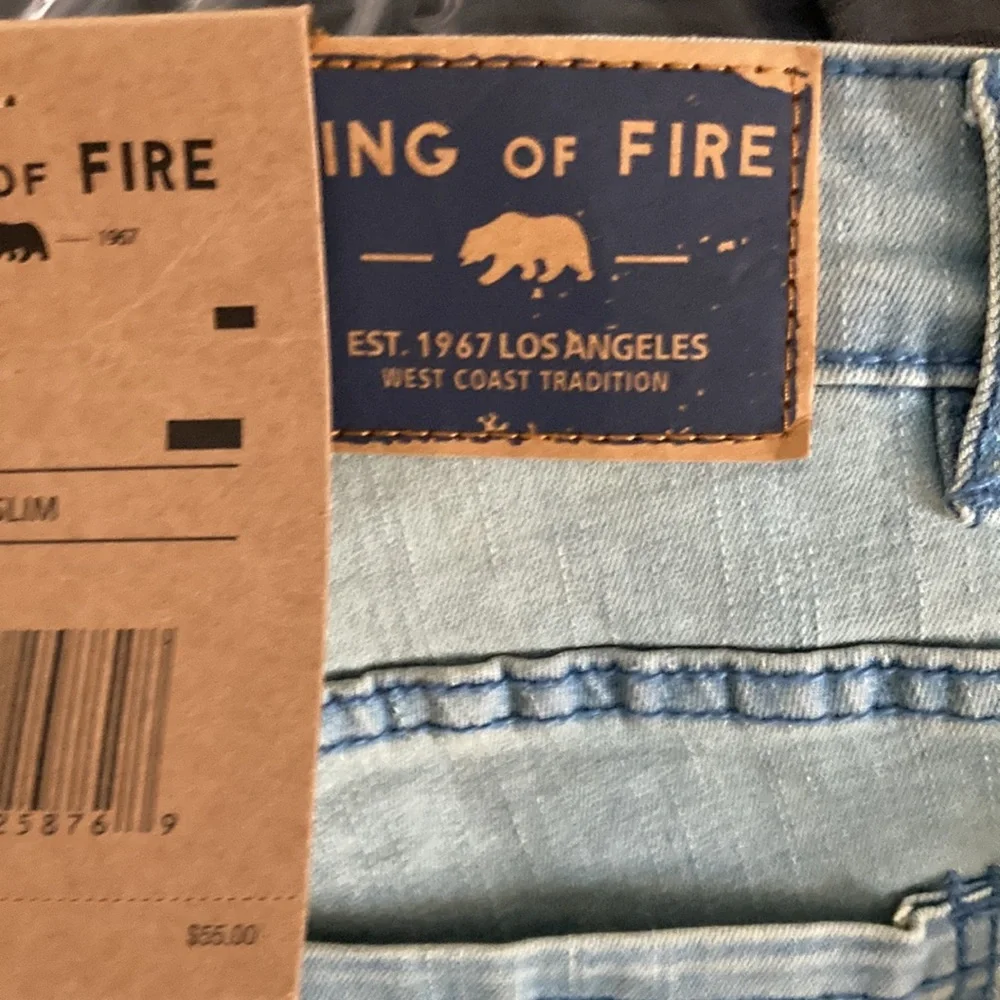 OF FIRE
1967
SLIM
25876 9
$55.00
ING OF FIRE
EST. 1967 LOS ANGELES
WEST COAST TRADITION